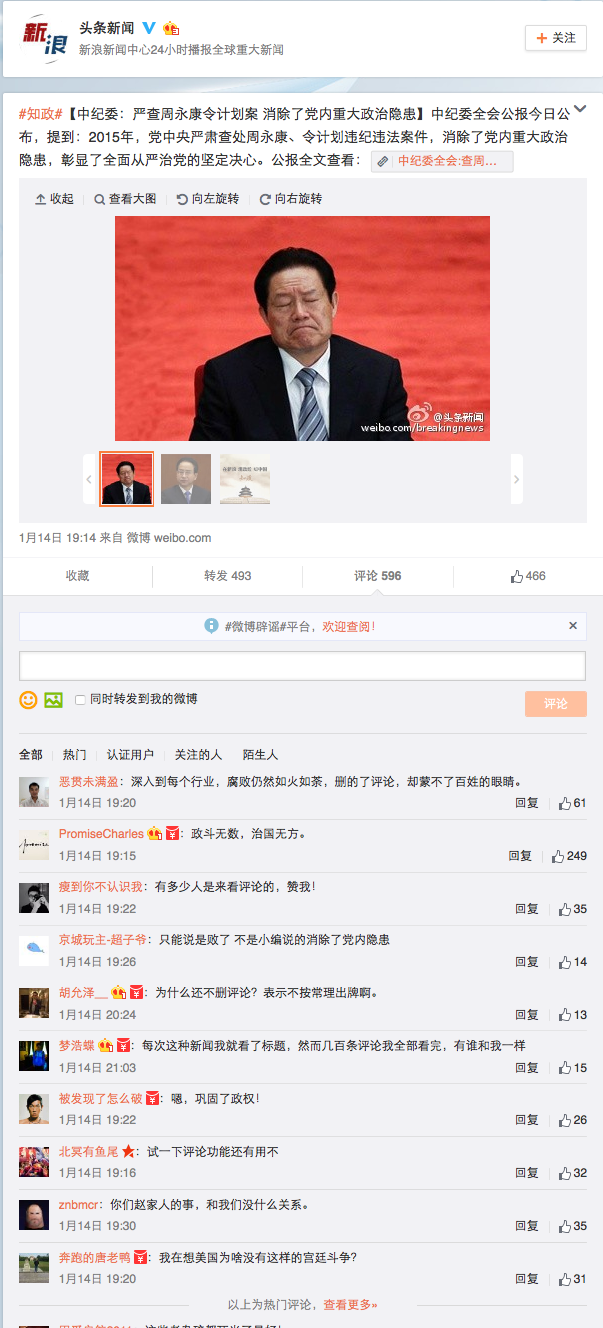 新浪
头条新闻
新浪新闻中心24小时播报全球重大新闻
+ 关注
#知政#【中纪委：严查周永康令计划案 消除了党内重大政治隐患】中纪委全会公报今日公
布，提到：2015年，党中央严肃查处周永康、令计划违纪违法案件，消除了党内重大政治
隐患，彰显了全面从严治党的坚定决心。公报全文查看： 中纪委全会:查周...
收起 查看大图 向左旋转 向右旋转
@头条新闻
weibo.com/breakingnews
1月14日 19:14 来自 微博 weibo.com
收藏 转发 493 评论 596 466
#微博辟谣#平台，欢迎查阅！
同时转发到我的微博 评论
全部 热门 认证用户 关注的人 陌生人
恶贯未满盈：深入到每个行业，腐败仍然如火如荼，删的了评论，却蒙不了百姓的眼睛。
1月14日 19:20 回复 61
PromiseCharles ：政斗无数，治国无方。
1月14日 19:15 回复 249
瘦到你不认识我：有多少人是来看评论的，赞我！
1月14日 19:22 回复 35
京城玩主-超子爷：只能说是败了 不是小编说的消除了党内隐患
1月14日 19:26 回复 14
胡允泽__ ：为什么还不删评论？表示不按常理出牌啊。
1月14日 20:24 回复 13
梦浩蝶 ：每次这种新闻我就看了标题，然而几百条评论我全部看完，有谁和我一样
1月14日 21:03 回复 15
被发现了怎么破 ：嗯，巩固了政权！
1月14日 19:22 回复 26
北冥有鱼尾 ：试一下评论功能还有用不
1月14日 19:16 回复 32
znbmcr：你们赵家人的事，和我们没什么关系。
1月14日 19:30 回复 35
奔跑的唐老鸭 ：我在想美国为啥没有这样的宫廷斗争？
1月14日 19:20 回复 31
以上为热门评论，查看更多»